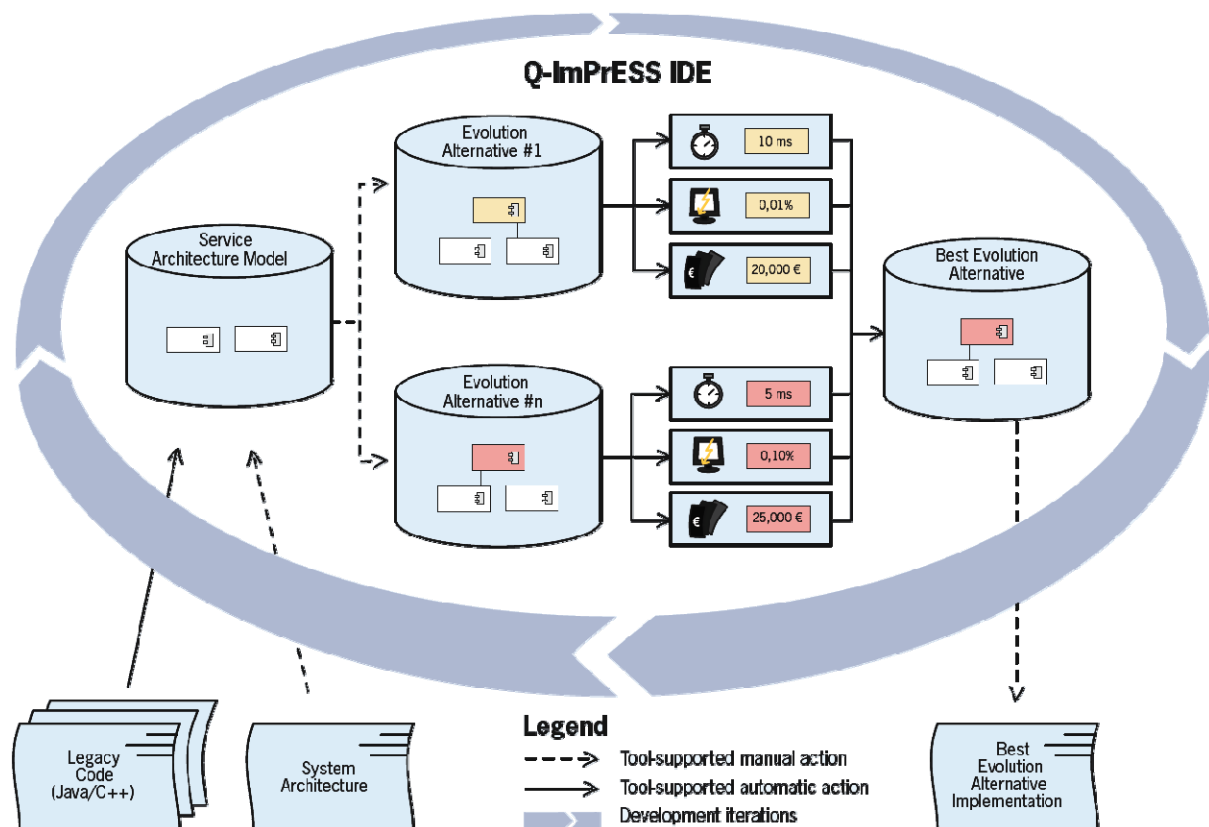 Q-ImPrESS IDE
Evolution
Alternative #1
10 ms
0,01%
€
20,000 €
Service
Architecture Model
Best Evolution
Alternative
Evolution
Alternative #n
5 ms
0,10%
€
25,000 €
Legacy
Code
(Java/C++)
System
Architecture
Legend
Tool-supported manual action
Tool-supported automatic action
Development iterations
Best
Evolution
Alternative
Implementation